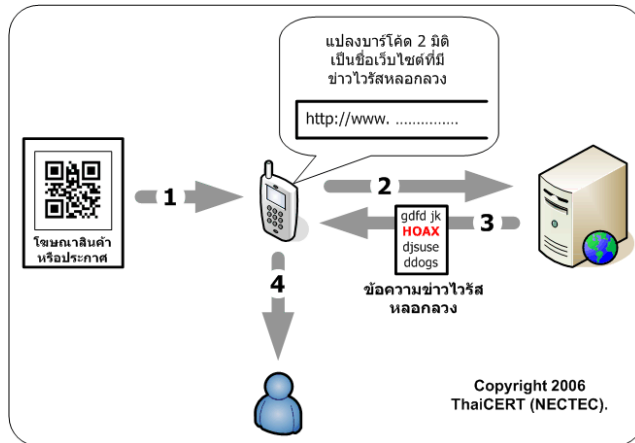 แปลงบาร์โค้ด 2 มิติ
เป็นชื่อเว็บไซต์ที่มี
ข่าวไวรัสหลอกลวง
http://www. ...............
โฆษณาสินค้า
หรือประกาศ
1
2
3
gdfd jk
HOAX
djsuse
ddogs
ข้อความข่าวไวรัส
หลอกลวง
4
Copyright 2006
ThaiCERT (NECTEC).